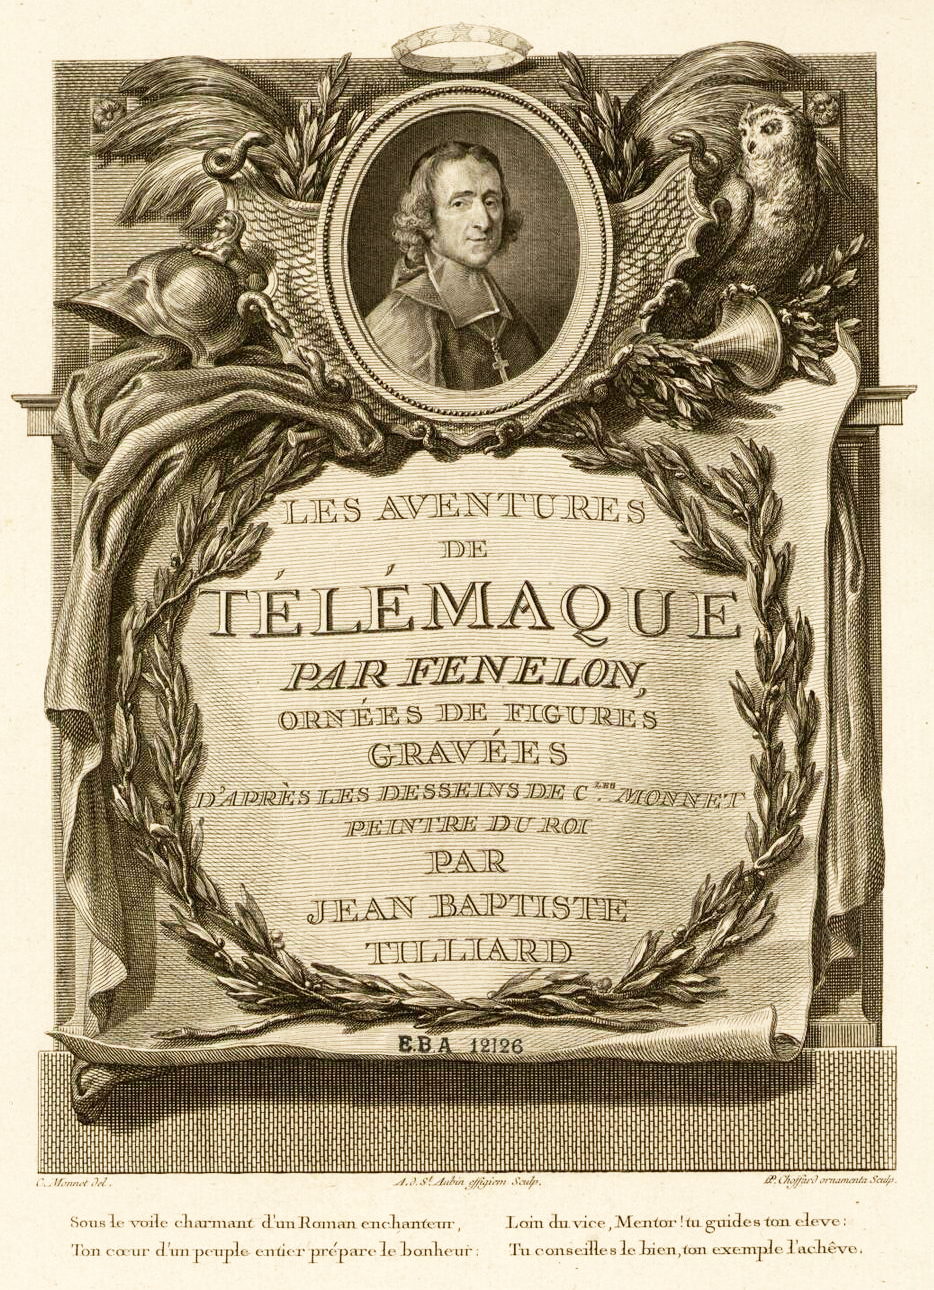 LES AVENTURES
DE
TÉLÉMAQUE
PAR FENELON,
ORNÉES DE FIGURES
GRAVÉES
D'APRÈS LES DESSEINS DE C.LES MONNET
PEINTRE DU ROI
PAR
JEAN BAPTISTE
TILLIARD
E.B.A 12126
C. Monnet del.
A. d. St. Aubin effigiem Sculp.
P.P. Choffard ornamenta Sculp.
Sous le voile charmant d'un Roman enchanteur,
Ton cœur d'un peuple entier prépare le bonheur:
Loin du vice, Mentor! tu guides ton eleve:
Tu conseilles le bien, ton exemple l'achêve.